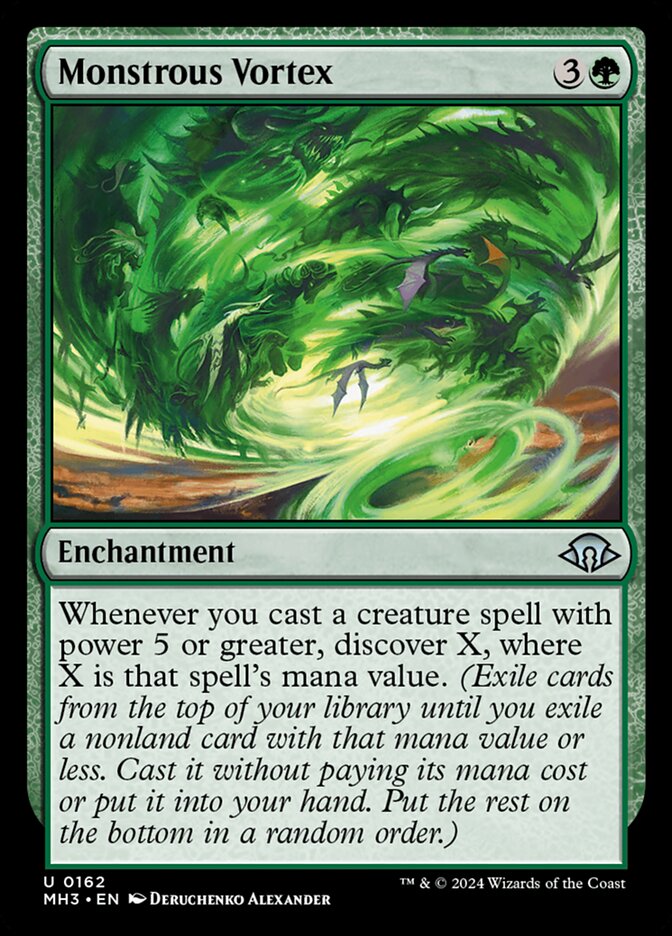 Monstrous Vortex 3
Enchantment
Whenever you cast a creature spell with
power 5 or greater, discover X, where
X is that spell's mana value. (Exile cards
from the top of your library until you exile
a nonland card with that mana value or
less. Cast it without paying its mana cost
or put it into your hand. Put the rest on
the bottom in a random order.)
U 0162
MH3 • EN Deruchenko Alexander
™ & © 2024 Wizards of the Coast